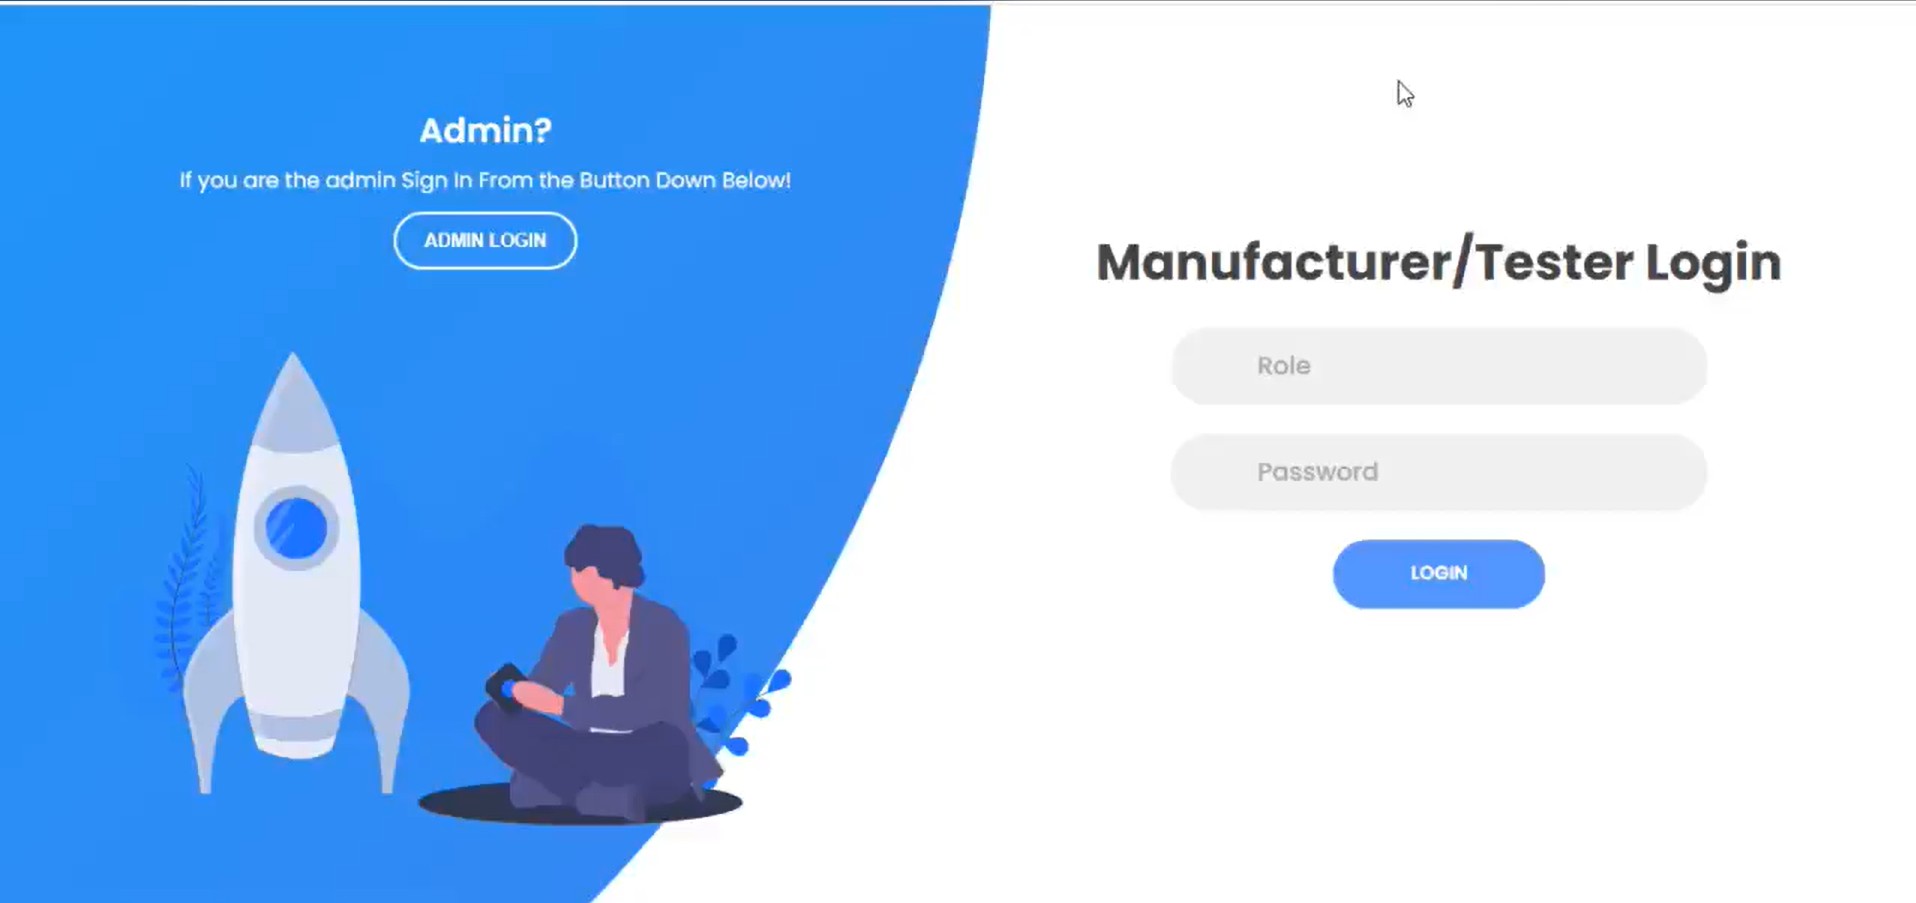 Admin?
If you are the admin Sign In From the Button Down Below!
ADMIN LOGIN
Manufacturer/Tester Login
Role
Password
LOGIN